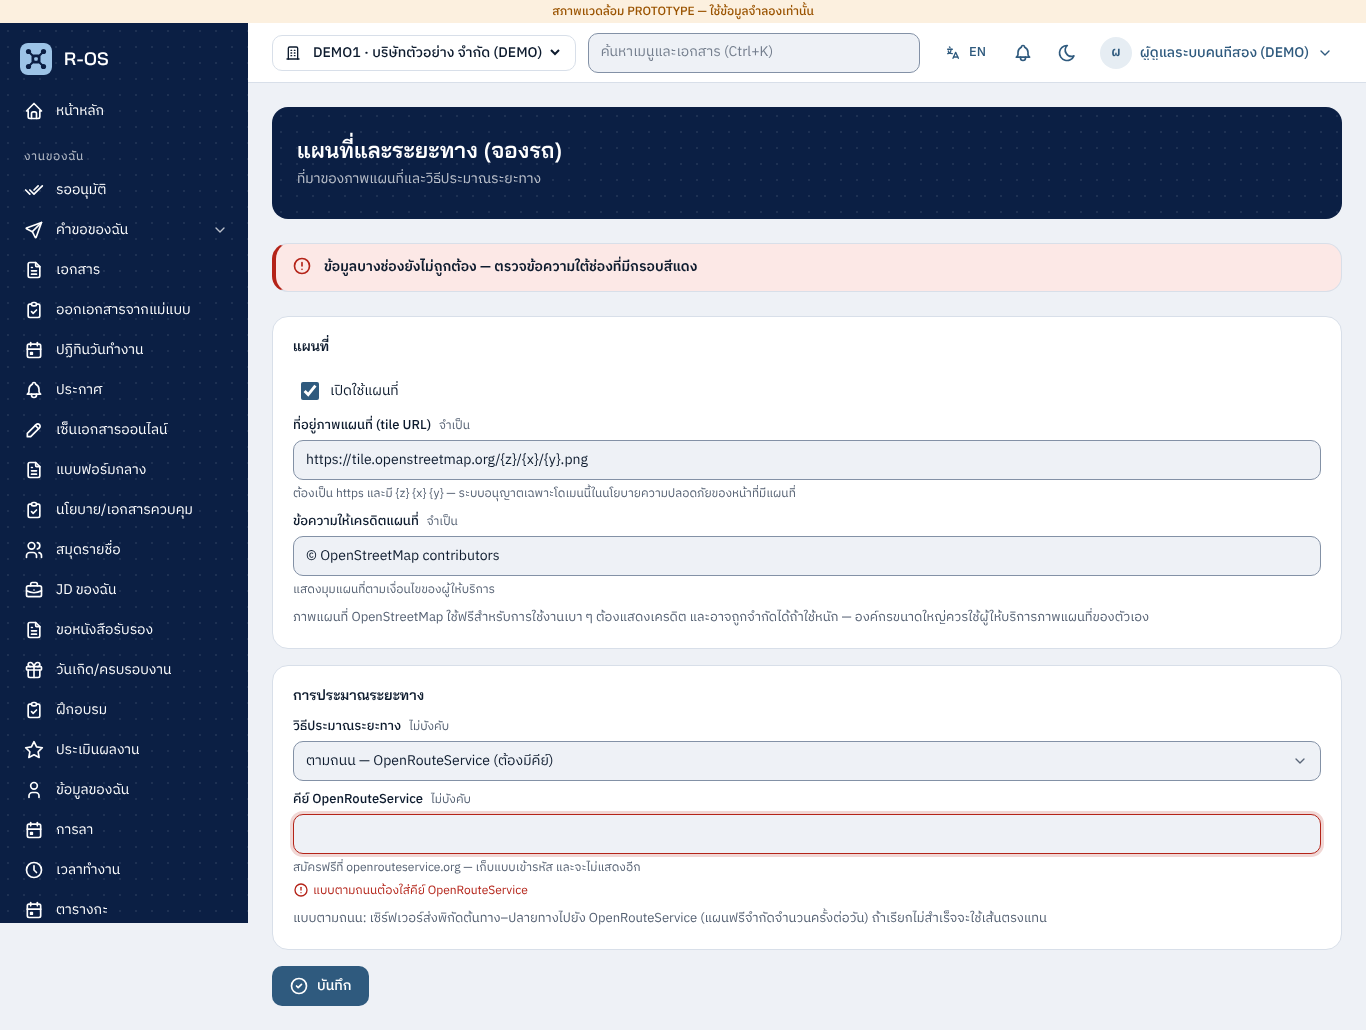 สภาพแวดล้อม PROTOTYPE — ใช้ข้อมูลจำลองเท่านั้น
R-OS
DEMO1 · บริษัทตัวอย่าง จำกัด (DEMO)
ค้นหาเมนูและเอกสาร (Ctrl+K)
EN
ผ
ผู้ดูแลระบบคนที่สอง (DEMO)
หน้าหลัก
งานของฉัน
รออนุมัติ
คำขอของฉัน
เอกสาร
ออกเอกสารจากแม่แบบ
ปฏิทินวันทำงาน
ประกาศ
เซ็นเอกสารออนไลน์
แบบฟอร์มกลาง
นโยบาย/เอกสารควบคุม
สมุดรายชื่อ
JD ของฉัน
ขอหนังสือรับรอง
วันเกิด/ครบรอบงาน
ฝึกอบรม
ประเมินผลงาน
ข้อมูลของฉัน
การลา
เวลาทำงาน
ตารางกะ
แผนที่และระยะทาง (จองรถ)
ที่มาของภาพแผนที่และวิธีประมาณระยะทาง
ข้อมูลบางช่องยังไม่ถูกต้อง — ตรวจข้อความใต้ช่องที่มีกรอบสีแดง
แผนที่
เปิดใช้แผนที่
ที่อยู่ภาพแผนที่ (tile URL) จำเป็น
https://tile.openstreetmap.org/{z}/{x}/{y}.png
ต้องเป็น https และมี {z} {x} {y} — ระบบอนุญาตเฉพาะโดเมนนี้ในนโยบายความปลอดภัยของหน้าที่มีแผนที่
ข้อความให้เครดิตแผนที่ จำเป็น
© OpenStreetMap contributors
แสดงมุมแผนที่ตามเงื่อนไขของผู้ให้บริการ
ภาพแผนที่ OpenStreetMap ใช้ฟรีสำหรับการใช้งานเบา ๆ ต้องแสดงเครดิต และอาจถูกจำกัดได้ถ้าใช้หนัก — องค์กรขนาดใหญ่ควรใช้ผู้ให้บริการภาพแผนที่ของตัวเอง
การประมาณระยะทาง
วิธีประมาณระยะทาง ไม่บังคับ
ตามถนน — OpenRouteService (ต้องมีคีย์)
คีย์ OpenRouteService ไม่บังคับ
สมัครฟรีที่ openrouteservice.org — เก็บแบบเข้ารหัส และจะไม่แสดงอีก
แบบตามถนนต้องใส่คีย์ OpenRouteService
แบบตามถนน: เซิร์ฟเวอร์ส่งพิกัดต้นทาง–ปลายทางไปยัง OpenRouteService (แผนฟรีจำกัดจำนวนครั้งต่อวัน) ถ้าเรียกไม่สำเร็จจะใช้เส้นตรงแทน
บันทึก